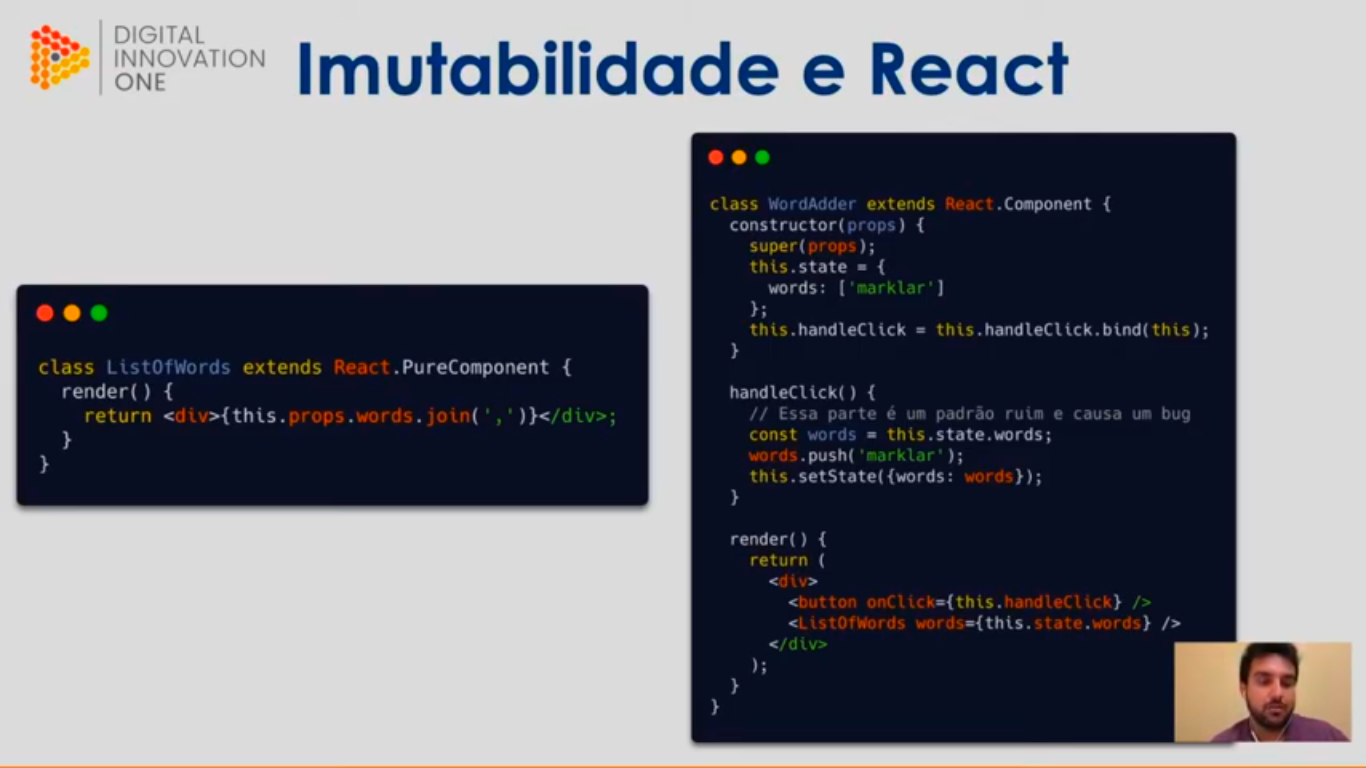 DIGITAL
INNOVATION
ONE
Imutabilidade e React
class ListOfWords extends React.PureComponent {
  render() {
    return <div>{this.props.words.join(',')}</div>;
  }
}
class WordAdder extends React.Component {
  constructor(props) {
    super(props);
    this.state = {
      words: ['marklar']
    };
    this.handleClick = this.handleClick.bind(this);
  }
  handleClick() {
    // Essa parte é um padrão ruim e causa um bug
    const words = this.state.words;
    words.push('marklar');
    this.setState({words: words});
  }
  render() {
    return (
      <div>
        <button onClick={this.handleClick} />
        <ListOfWords words={this.state.words} />
      </div>
    );
  }
}